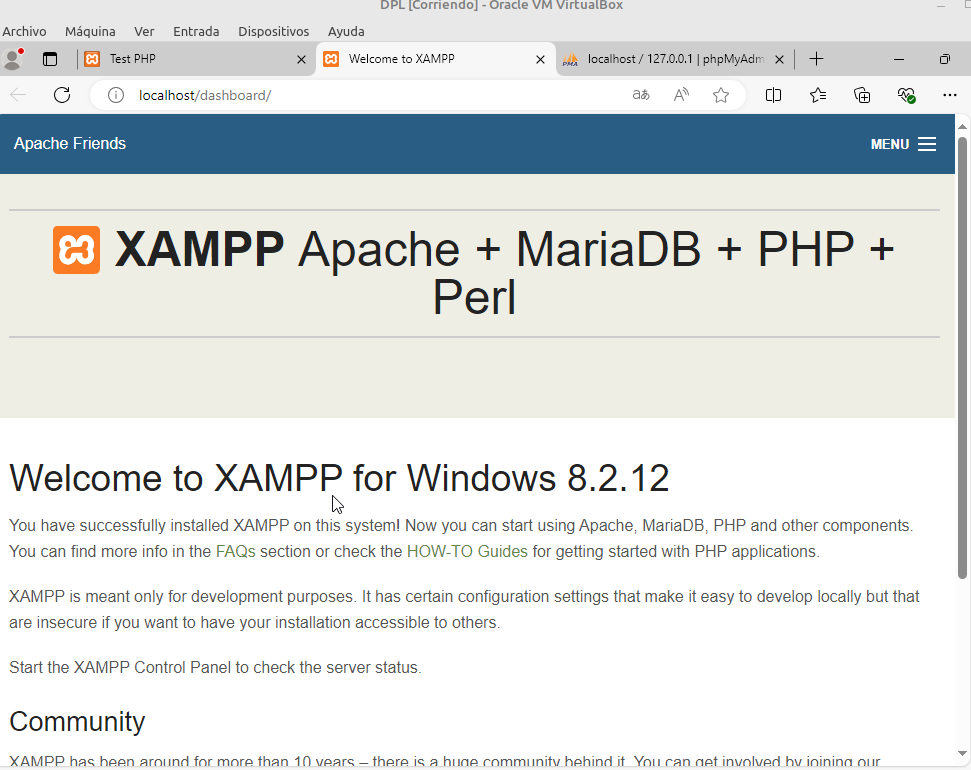 DPL [Corriendo] - Oracle VM VirtualBox
Archivo Máquina Ver Entrada Dispositivos Ayuda
Test PHP Welcome to XAMPP localhost / 127.0.0.1 | phpMyAdm
localhost/dashboard/
Apache Friends MENU
XAMPP Apache + MariaDB + PHP +
Perl
Welcome to XAMPP for Windows 8.2.12
You have successfully installed XAMPP on this system! Now you can start using Apache, MariaDB, PHP and other components.
You can find more info in the FAQs section or check the HOW-TO Guides for getting started with PHP applications.
XAMPP is meant only for development purposes. It has certain configuration settings that make it easy to develop locally but that
are insecure if you want to have your installation accessible to others.
Start the XAMPP Control Panel to check the server status.
Community
XAMPP has been around for more than 10 years – there is a huge community behind it. You can get involved by joining our